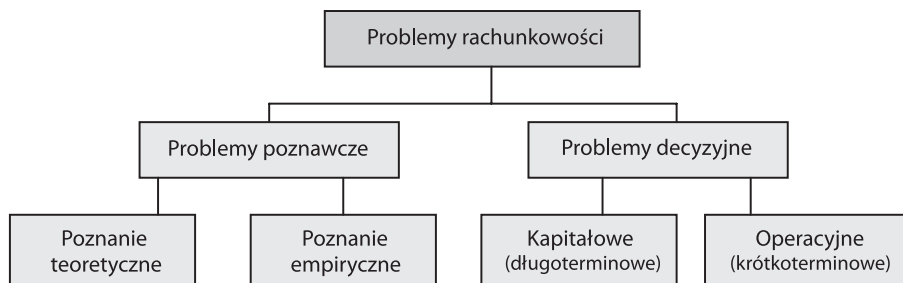 Problemy rachunkowości
Problemy poznawcze
Problemy decyzyjne
Poznanie
teoretyczne
Poznanie
empiryczne
Kapitałowe
(długoterminowe)
Operacyjne
(krótkoterminowe)